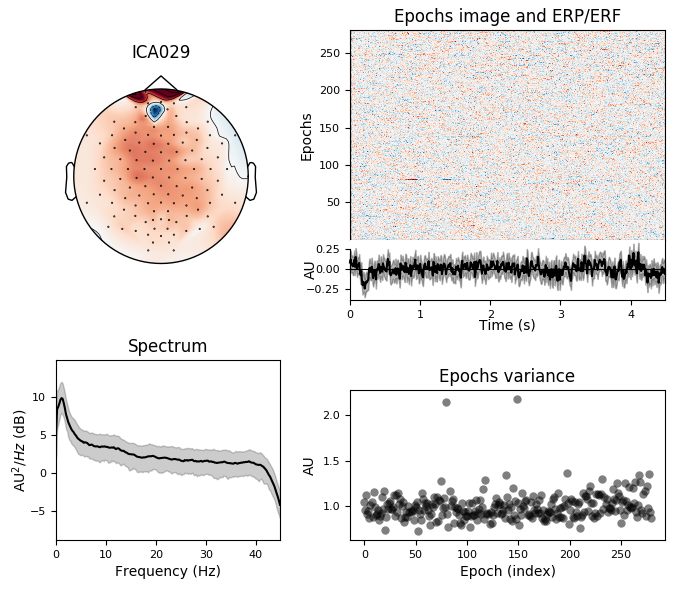 ICA029
Epochs image and ERP/ERF
Epochs
250
200
150
100
50
AU
0.25
0.00
−0.25
0 1 2 3 4
Time (s)
Spectrum
AU²/Hz (dB)
10
5
0
−5
0 10 20 30 40
Frequency (Hz)
Epochs variance
AU
2.0
1.5
1.0
0 50 100 150 200 250
Epoch (index)